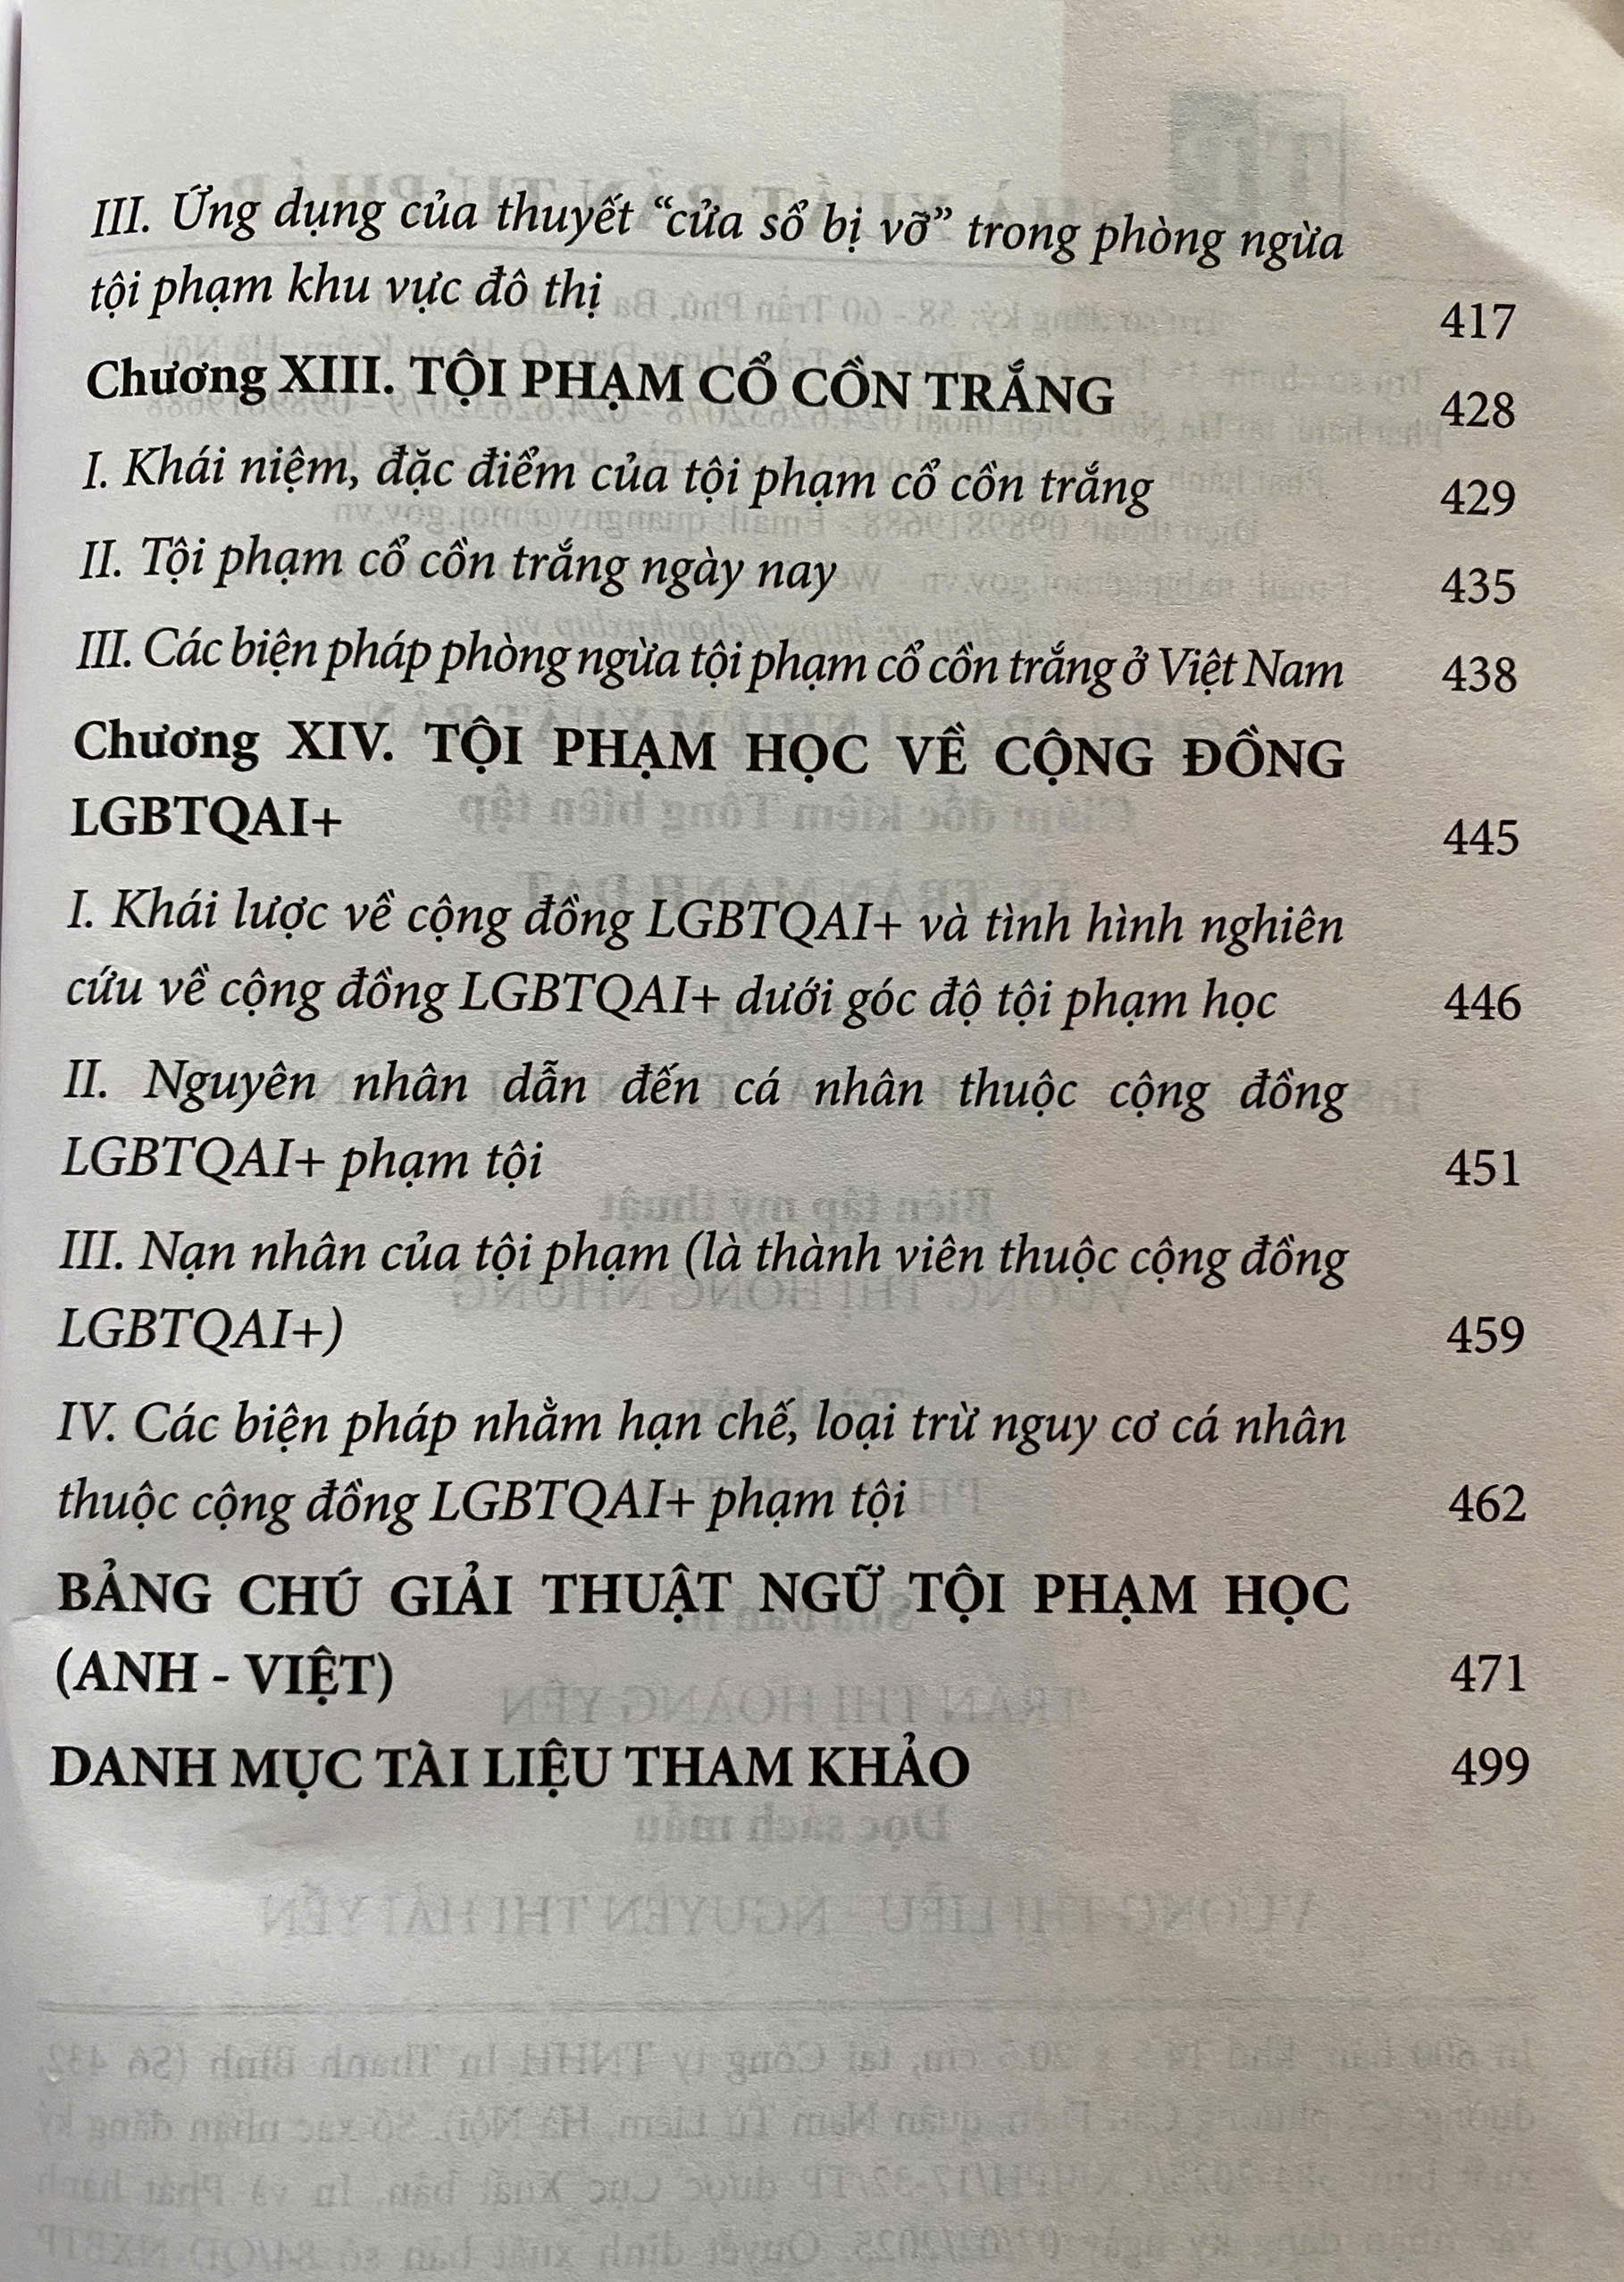 III. Ứng dụng của thuyết “cửa sổ bị vỡ” trong phòng ngừa
tội phạm khu vực đô thị 417
Chương XIII. TỘI PHẠM CỔ CỒN TRẮNG 428
I. Khái niệm, đặc điểm của tội phạm cổ cồn trắng 429
II. Tội phạm cổ cồn trắng ngày nay 435
III. Các biện pháp phòng ngừa tội phạm cổ cồn trắng ở Việt Nam 438
Chương XIV. TỘI PHẠM HỌC VỀ CỘNG ĐỒNG
LGBTQAI+ 445
I. Khái lược về cộng đồng LGBTQAI+ và tình hình nghiên
cứu về cộng đồng LGBTQAI+ dưới góc độ tội phạm học 446
II. Nguyên nhân dẫn đến cá nhân thuộc cộng đồng
LGBTQAI+ phạm tội 451
III. Nạn nhân của tội phạm (là thành viên thuộc cộng đồng
LGBTQAI+) 459
IV. Các biện pháp nhằm hạn chế, loại trừ nguy cơ cá nhân
thuộc cộng đồng LGBTQAI+ phạm tội 462
BẢNG CHÚ GIẢI THUẬT NGỮ TỘI PHẠM HỌC
(ANH - VIỆT) 471
DANH MỤC TÀI LIỆU THAM KHẢO 499